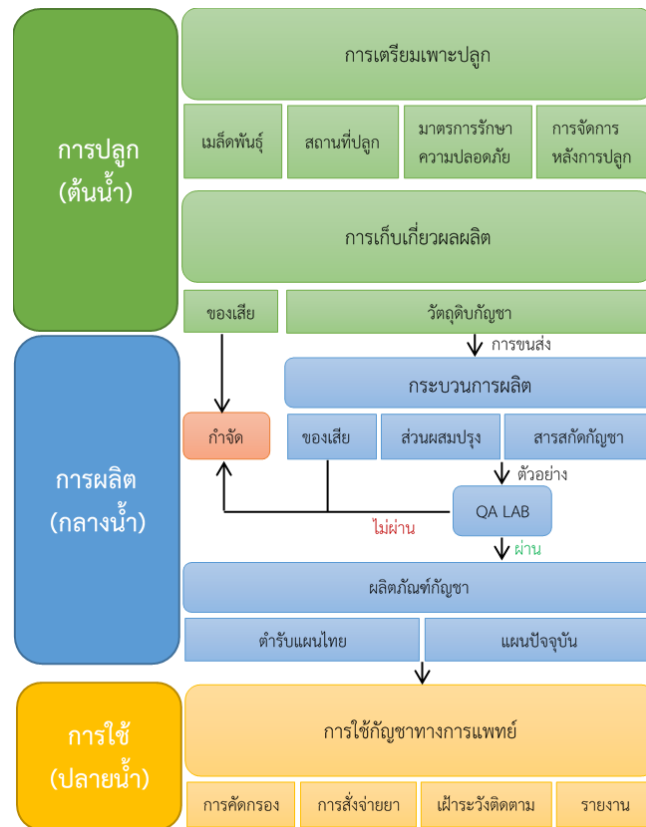 การปลูก
(ต้นน้ำ)
การเตรียมเพาะปลูก
เมล็ดพันธุ์
สถานที่ปลูก
มาตรการรักษา
ความปลอดภัย
การจัดการ
หลังการปลูก
การเก็บเกี่ยวผลผลิต
ของเสีย
วัตถุดิบกัญชา
การขนส่ง
การผลิต
(กลางน้ำ)
กระบวนการผลิต
กำจัด
ของเสีย
ส่วนผสมปรุง
สารสกัดกัญชา
ตัวอย่าง
QA LAB
ไม่ผ่าน
ผ่าน
ผลิตภัณฑ์กัญชา
ตำรับแผนไทย
แผนปัจจุบัน
การใช้
(ปลายน้ำ)
การใช้กัญชาทางการแพทย์
การคัดกรอง
การสั่งจ่ายยา
เฝ้าระวังติดตาม
รายงาน